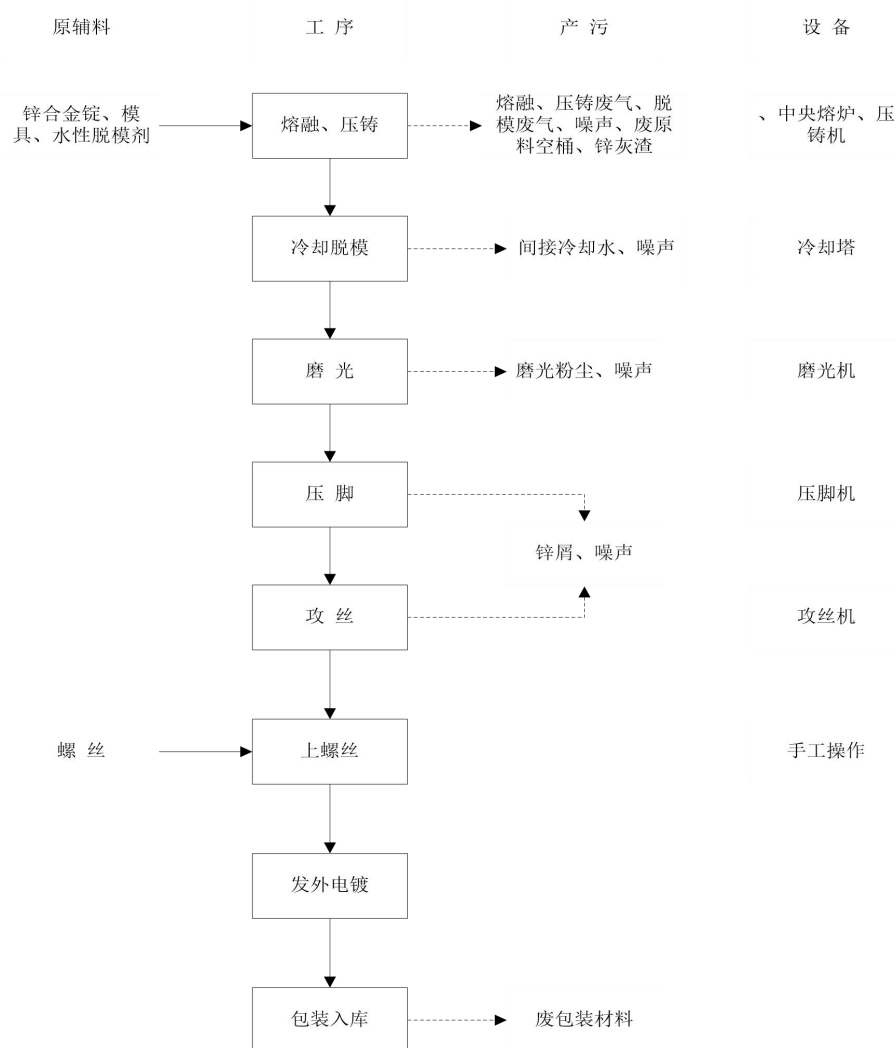 原辅料
工 序
产 污
设 备
锌合金锭、模
具、水性脱模剂
熔融、压铸
熔融、压铸废气、脱
模废气、噪声、废原
料空桶、锌灰渣
、中央熔炉、压
铸机
冷却脱模
间接冷却水、噪声
冷却塔
磨 光
磨光粉尘、噪声
磨光机
压 脚
压脚机
锌屑、噪声
攻 丝
攻丝机
螺 丝
上螺丝
手工操作
发外电镀
包装入库
废包装材料